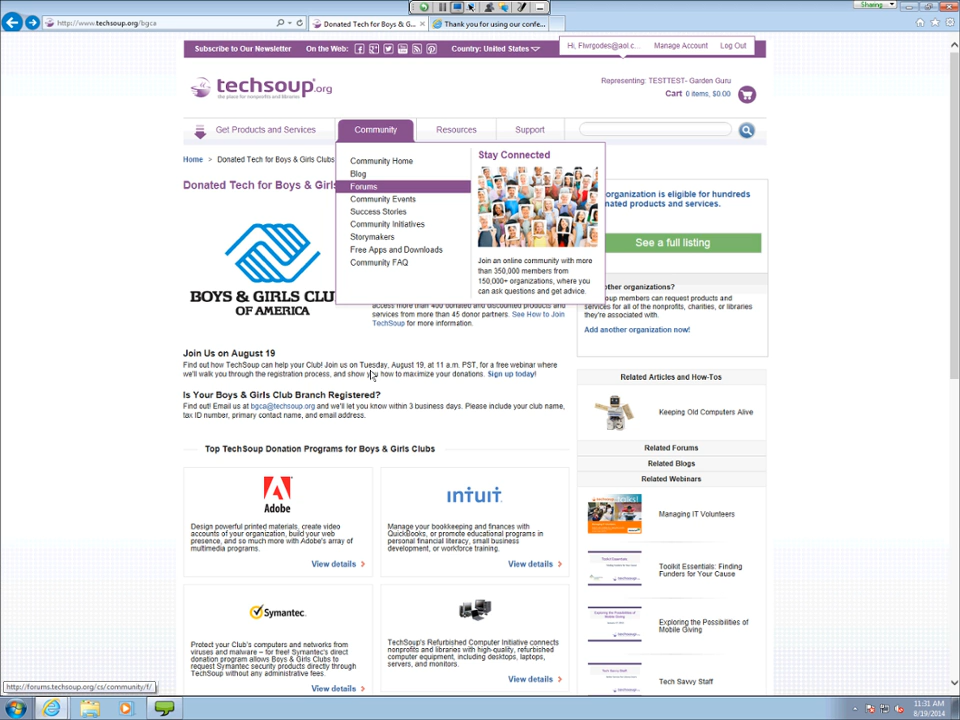 Sharing
http://www.techsoup.org/bgca
Donated Tech for Boys & G...
Thank you for using our confe...
Subscribe to Our Newsletter
On the Web:
Country: United States
Hi, Flwrgodes@aol.c...
Manage Account
Log Out
techsoup.org
the place for nonprofits and libraries
Representing: TESTTEST- Garden Guru
Cart 0 items, $0.00
Get Products and Services
Community
Resources
Support
Home > Donated Tech for Boys & Girls Clubs
Donated Tech for Boys & Girls
Community Home
Blog
Forums
Community Events
Success Stories
Community Initiatives
Storymakers
Free Apps and Downloads
Community FAQ
Stay Connected
Join an online community with more
than 350,000 members from
150,000+ organizations, where you
can ask questions and get advice.
organization is eligible for hundreds
nated products and services.
See a full listing
BOYS & GIRLS CLU
OF AMERICA
access more than 400 donated and discounted products and
services from more than 45 donor partners. See How to Join
TechSoup for more information.
other organizations?
oup members can request products and
services for all of the nonprofits, charities, or libraries
they're associated with.
Add another organization now!
Join Us on August 19
Find out how TechSoup can help your Club! Join us on Tuesday, August 19, at 11 a.m. PST, for a free webinar where
we'll walk you through the registration process, and show you how to maximize your donations. Sign up today!
Is Your Boys & Girls Club Branch Registered?
Find out! Email us at bgca@techsoup.org and we'll let you know within 3 business days. Please include your club name,
tax ID number, primary contact name, and email address.
Top TechSoup Donation Programs for Boys & Girls Clubs
Adobe
Design powerful printed materials, create video
accounts of your organization, build your web
presence, and so much more with Adobe's array of
multimedia programs.
View details
intuit
Manage your bookkeeping and finances with
QuickBooks, or promote educational programs in
personal financial literacy, small business
development, or workforce training.
View details
Symantec.
Protect your Club's computers and networks from
viruses and malware – for free! Symantec's direct
donation program allows Boys & Girls Clubs to
request Symantec security products directly through
TechSoup without any administrative fees.
View details
TechSoup's Refurbished Computer Initiative connects
nonprofits and libraries with high-quality, refurbished
computer equipment, including desktops, laptops,
servers, and monitors.
View details
Related Articles and How-Tos
Keeping Old Computers Alive
Related Forums
Related Blogs
Related Webinars
Managing IT Volunteers
Toolkit Essentials: Finding
Funders for Your Cause
Exploring the Possibilities of
Mobile Giving
Tech Savvy Staff
http://forums.techsoup.org/cs/community/f/
11:31 AM
8/19/2014